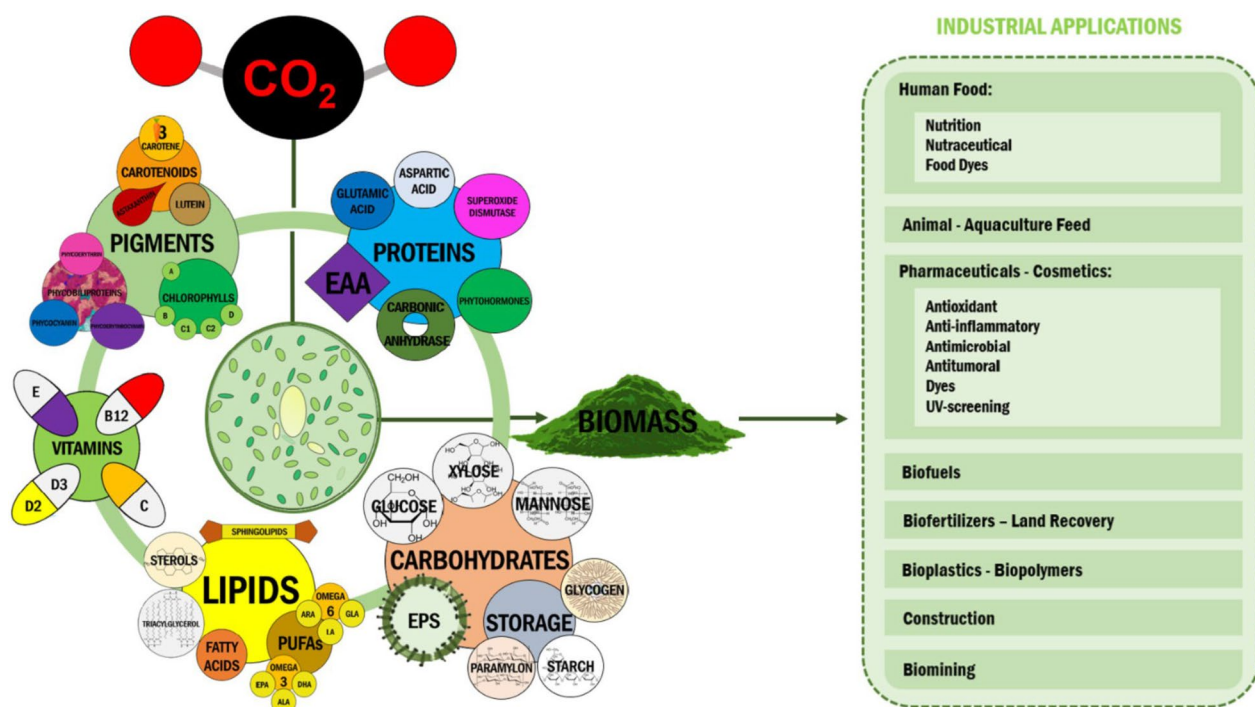 CO2
INDUSTRIAL APPLICATIONS
Human Food:
Nutrition
Nutraceutical
Food Dyes
Animal - Aquaculture Feed
Pharmaceuticals - Cosmetics:
Antioxidant
Anti-inflammatory
Antimicrobial
Antitumoral
Dyes
UV-screening
Biofuels
Biofertilizers – Land Recovery
Bioplastics - Biopolymers
Construction
Biomining
BIOMASS
PIGMENTS
3
CAROTENE
CAROTENOIDS
ASTAXANTHIN
LUTEIN
PHYCOERYTHRIN
PHYCOBILIPROTEINS
PHYCOCYANIN
CHLOROPHYLLS
A
B
C1
C2
D
PROTEINS
GLUTAMIC
ACID
ASPARTIC
ACID
SUPEROXIDE
DISMUTASE
EAA
CARBONIC
ANHYDRASE
PHYTOHORMONES
VITAMINS
E
B12
D3
D2
C
LIPIDS
SPHINGOLIPIDS
STEROLS
TRIACYLGLYCEROL
FATTY
ACIDS
PUFAs
OMEGA
6
ARA
GLA
LA
OMEGA
3
EPA
DHA
ALA
CARBOHYDRATES
GLUCOSE
CH2OH
OH
OH
XYLOSE
MANNOSE
GLYCOGEN
EPS
STORAGE
PARAMYLON
STARCH